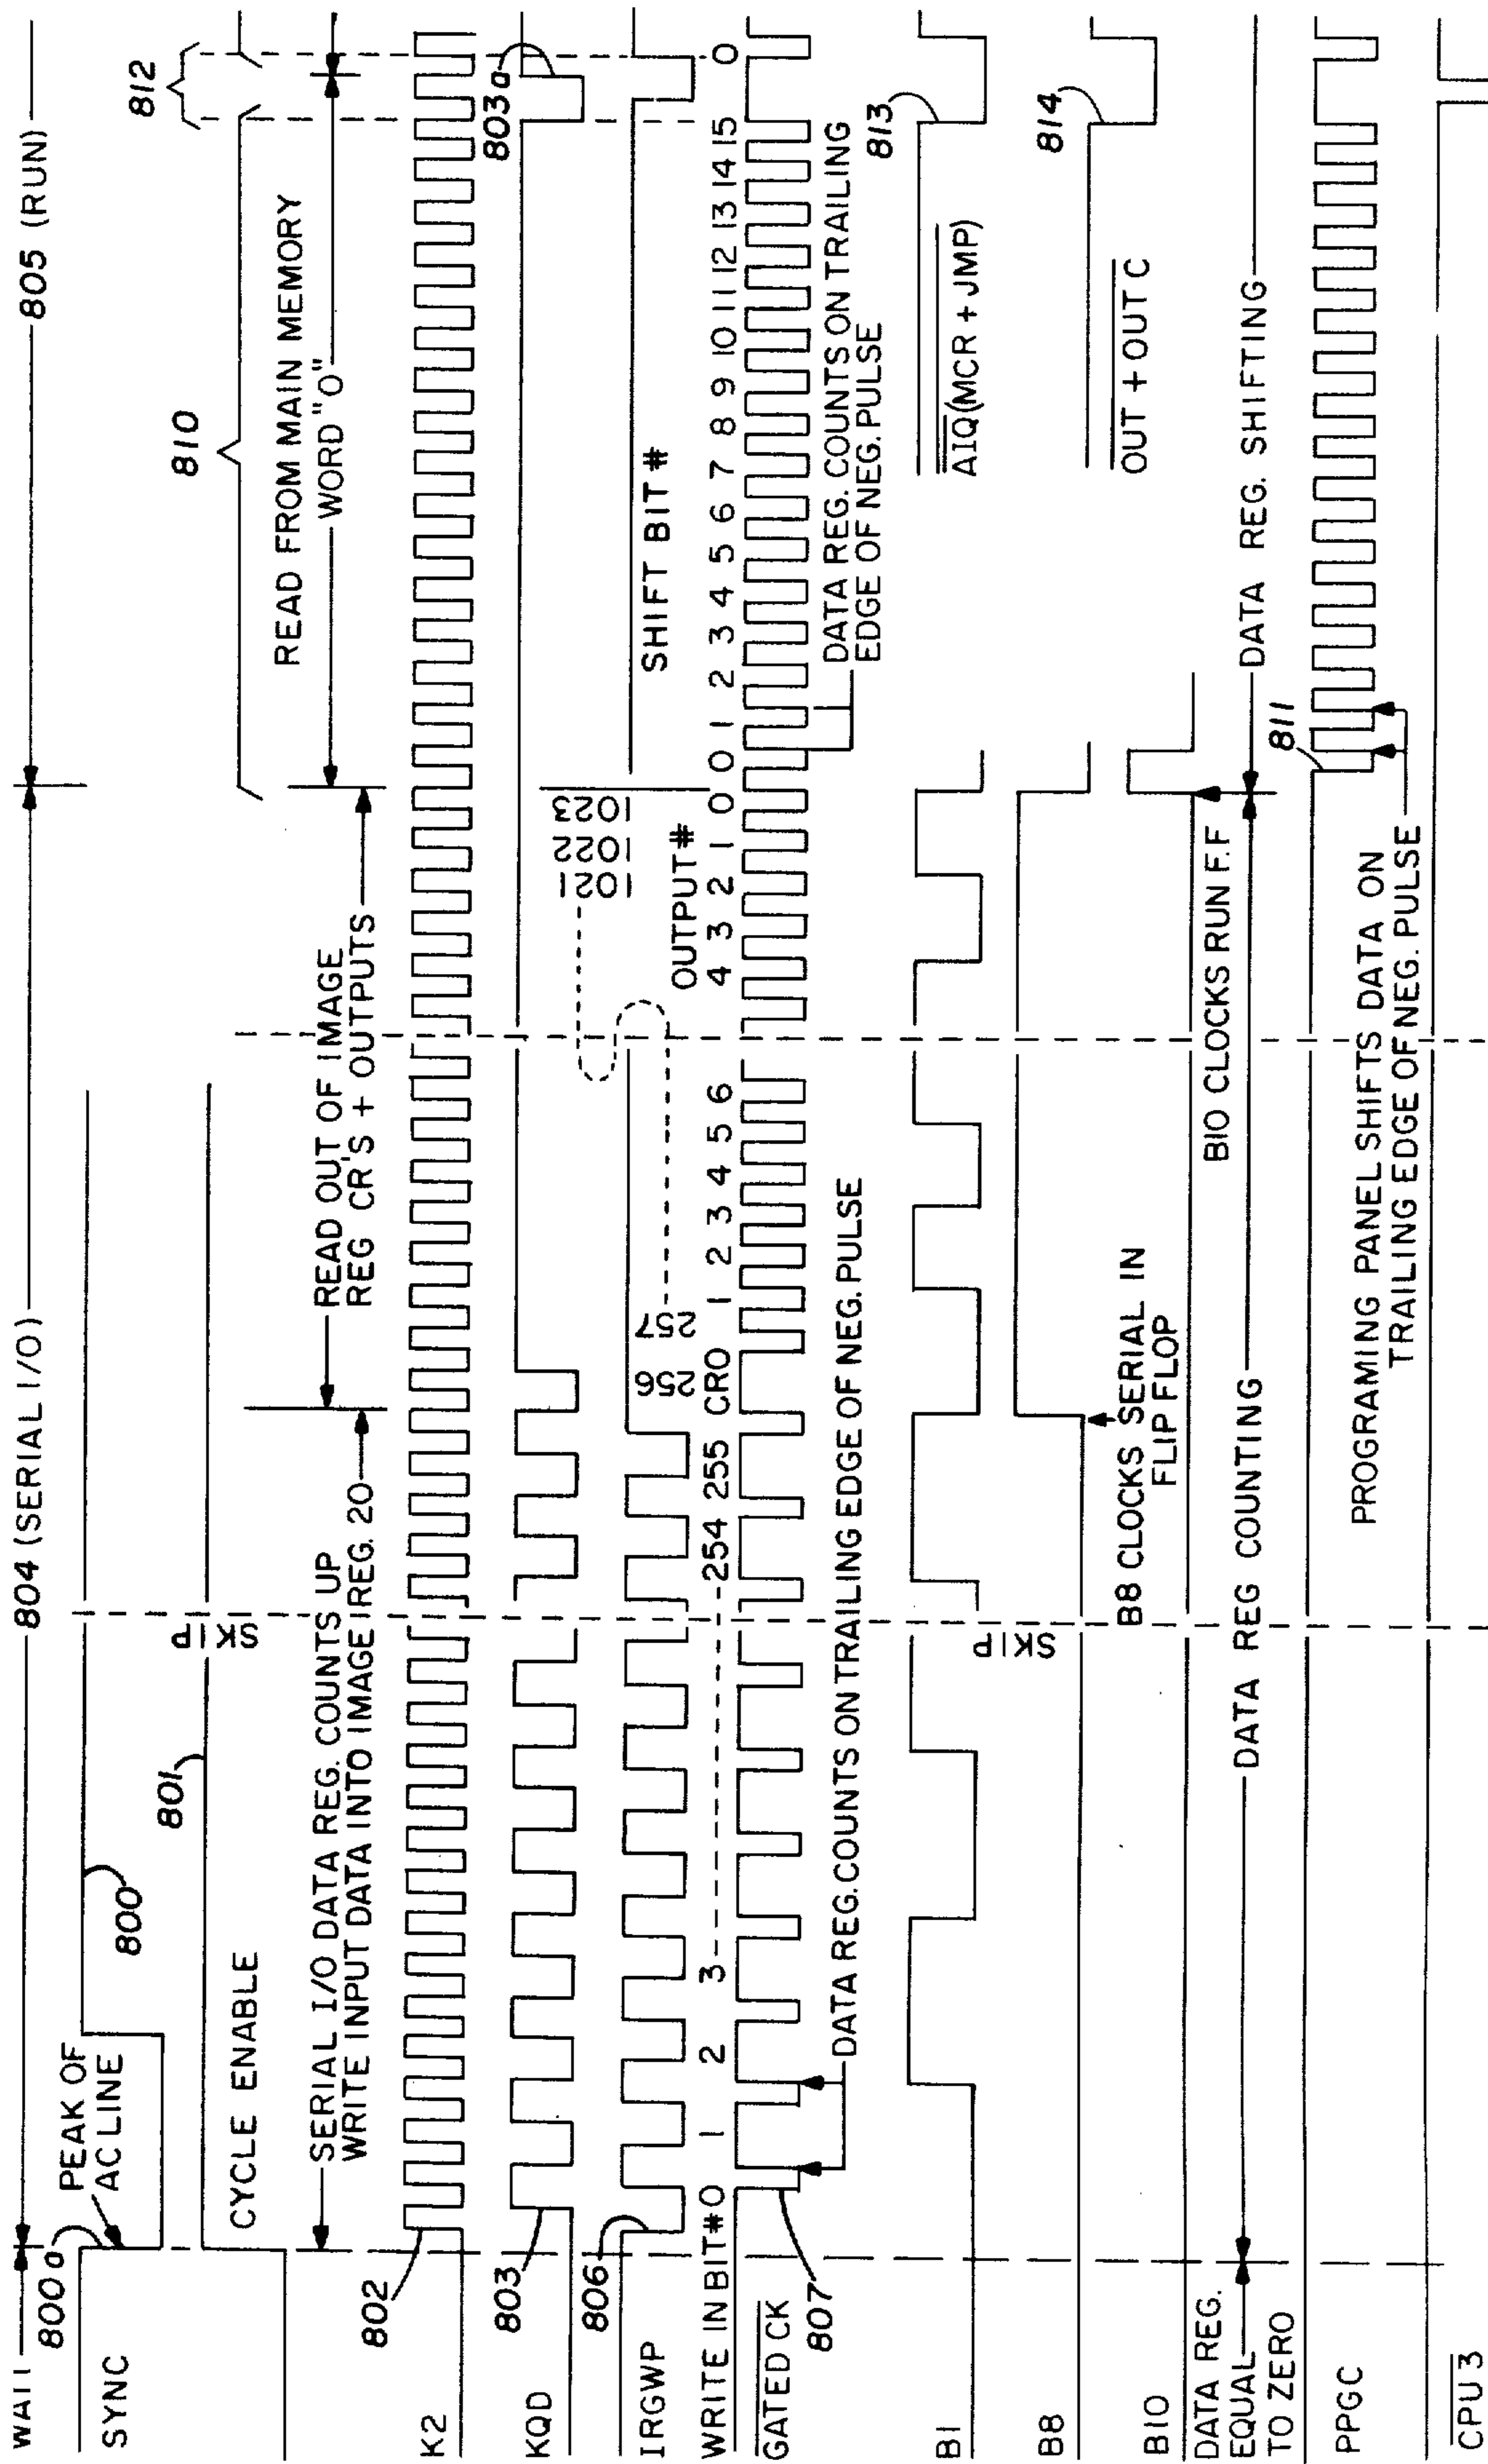 WAIT
804 (SERIAL I/O)
805 (RUN)
800a
PEAK OF
AC LINE
SYNC
800
812
801
SKIP
CYCLE ENABLE
810
SERIAL I/O DATA REG. COUNTS UP
WRITE INPUT DATA INTO IMAGE REG. 20
READ OUT OF IMAGE
REG CR'S + OUTPUTS
READ FROM MAIN MEMORY
WORD "0"
802
K2
803
KQD
803a
806
IRGWP
256
257
1021
1022
1023
OUTPUT #
SHIFT BIT #
WRITE IN BIT # 0 1 2 3 254 255 CR0 1 2 3 4 5 6 4 3 2 1 0 0 1 2 3 4 5 6 7 8 9 10 11 12 13 14 15 0
GATED CK
807
DATA REG. COUNTS ON TRAILING EDGE OF NEG. PULSE
DATA REG. COUNTS ON TRAILING
EDGE OF NEG. PULSE
B1
813
AIQ(MCR + JMP)
SKIP
B8
814
OUT + OUT C
B8 CLOCKS SERIAL IN
FLIP FLOP
B10
B10 CLOCKS RUN F.F
DATA REG.
EQUAL
TO ZERO
DATA REG COUNTING
DATA REG. SHIFTING
811
PPGC
PROGRAMING PANEL SHIFTS DATA ON
TRAILING EDGE OF NEG. PULSE
CPU 3